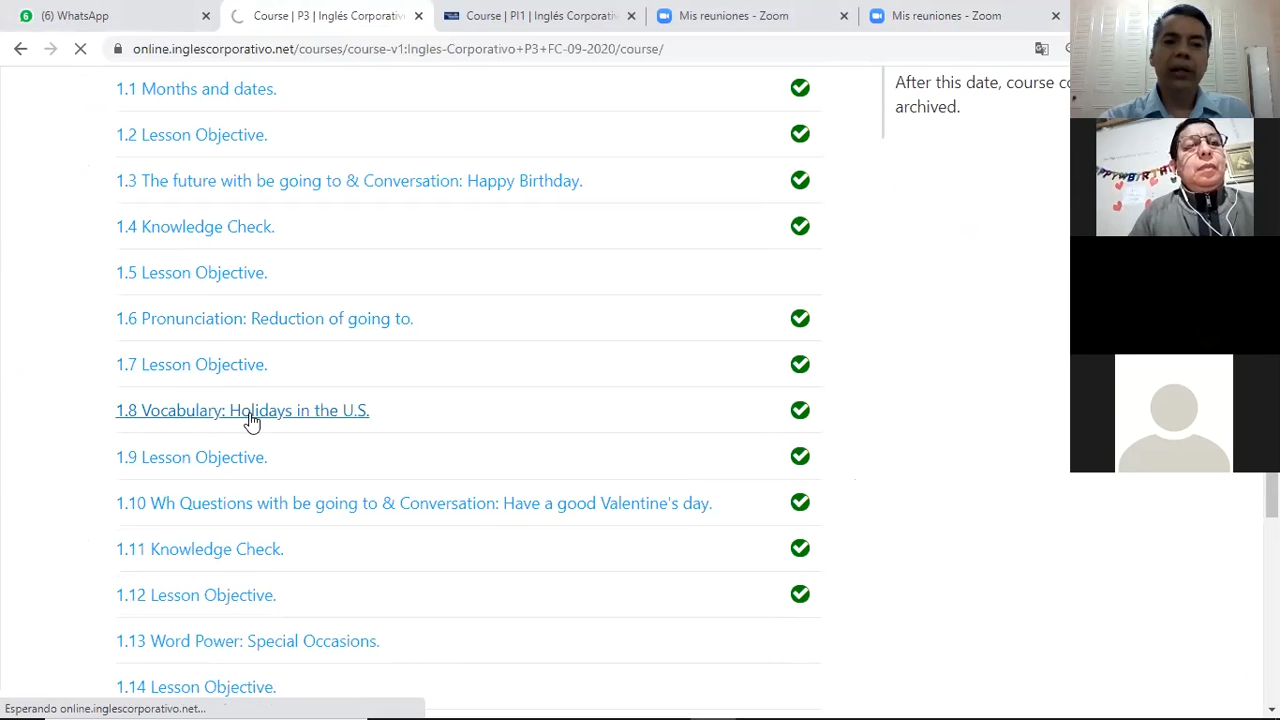 (6) WhatsApp
Course | P3 | Inglés Corporativ
Course | PI1 | Inglés Corporativ
Mis reuniones - Zoom
Mis reuniones - Zoom
online.inglescorporativo.net/courses/course-v1:Ingles-Corporativo+P3+FC-09-2020/course/
1.1 Months and dates.
1.2 Lesson Objective.
1.3 The future with be going to & Conversation: Happy Birthday.
1.4 Knowledge Check.
1.5 Lesson Objective.
1.6 Pronunciation: Reduction of going to.
1.7 Lesson Objective.
1.8 Vocabulary: Holidays in the U.S.
1.9 Lesson Objective.
1.10 Wh Questions with be going to & Conversation: Have a good Valentine's day.
1.11 Knowledge Check.
1.12 Lesson Objective.
1.13 Word Power: Special Occasions.
1.14 Lesson Objective.
After this date, course co
archived.
Esperando online.inglescorporativo.net...